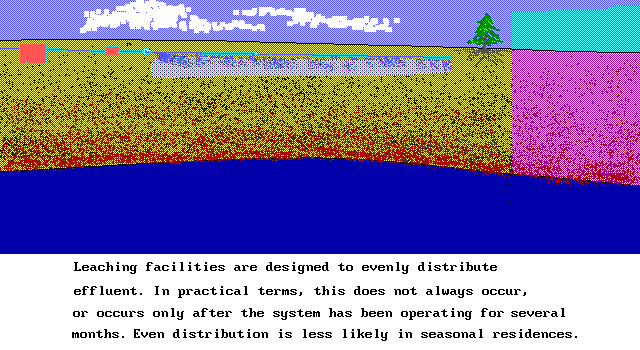 Leaching facilities are designed to evenly distribute
effluent. In practical terms, this does not always occur,
or occurs only after the system has been operating for several
months. Even distribution is less likely in seasonal residences.